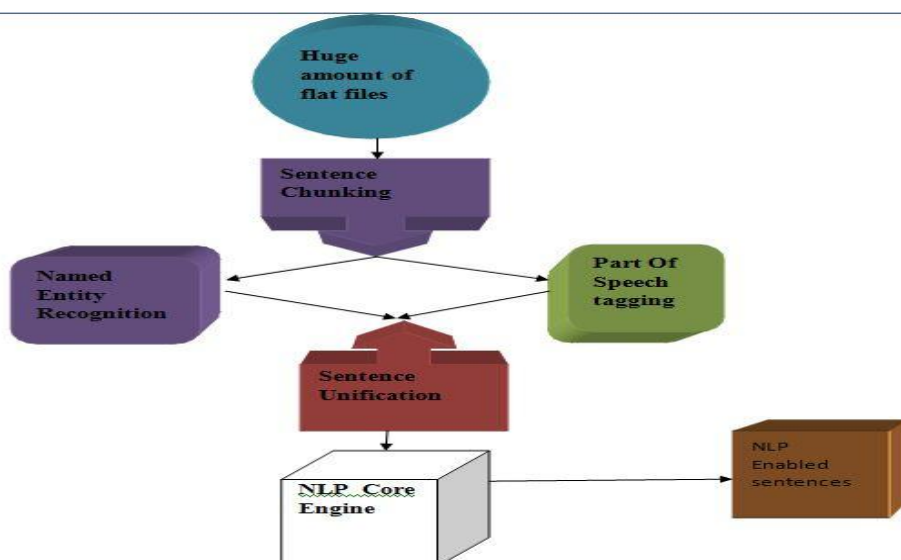 Huge
amount of
flat files
Sentence
Chunking
Named
Entity
Recognition
Part Of
Speech
tagging
Sentence
Unification
NLP Core
Engine
NLP
Enabled
sentences